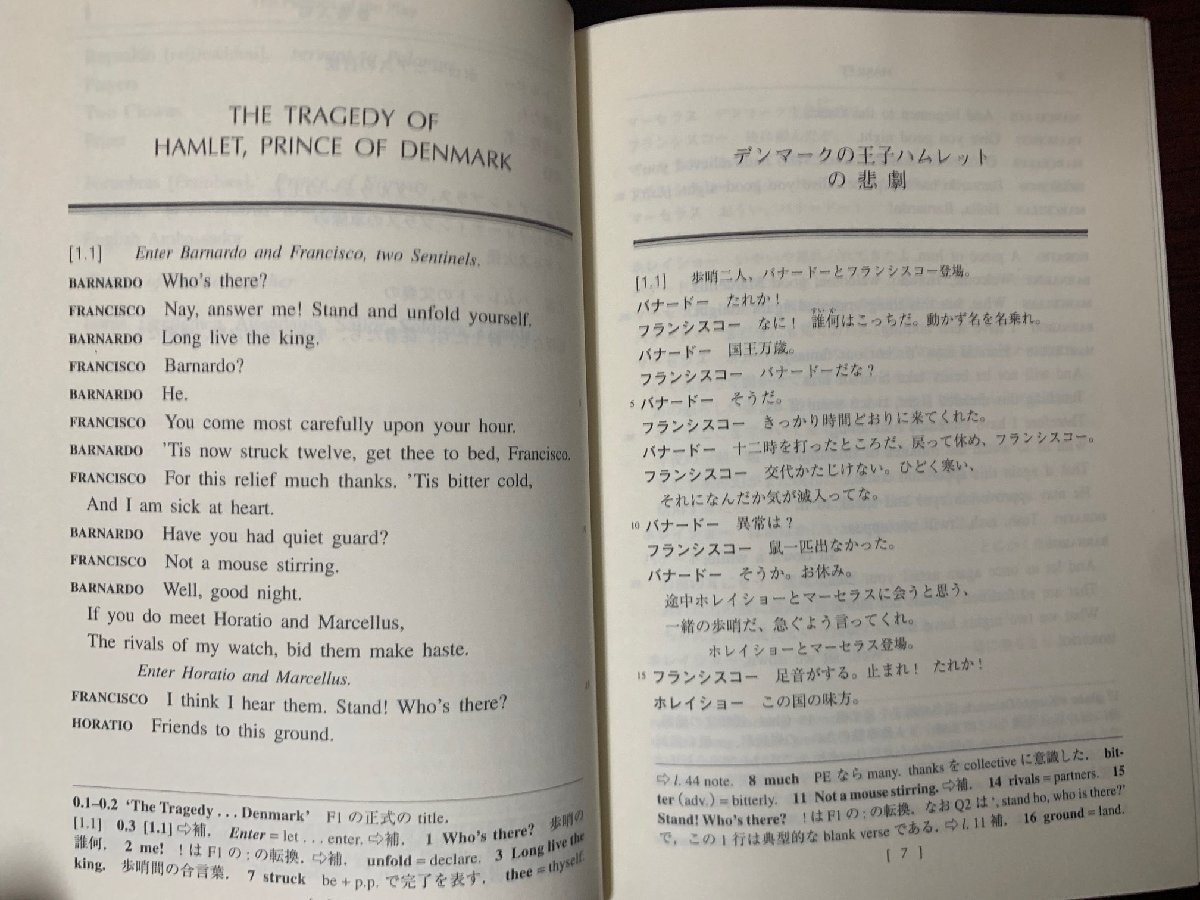 THE TRAGEDY OF
HAMLET, PRINCE OF DENMARK
[1.1] Enter Barnardo and Francisco, two Sentinels.
BARNARDO Who's there?
FRANCISCO Nay, answer me! Stand and unfold yourself.
BARNARDO Long live the king.
FRANCISCO Barnardo?
BARNARDO He.
FRANCISCO You come most carefully upon your hour.
BARNARDO 'Tis now struck twelve, get thee to bed, Francisco.
FRANCISCO For this relief much thanks. 'Tis bitter cold,
And I am sick at heart.
BARNARDO Have you had quiet guard?
FRANCISCO Not a mouse stirring.
BARNARDO Well, good night.
If you do meet Horatio and Marcellus,
The rivals of my watch, bid them make haste.
Enter Horatio and Marcellus.
FRANCISCO I think I hear them. Stand! Who's there?
HORATIO Friends to this ground.
0.1–0.2 'The Tragedy . . . Denmark' F1 の正式の title.
[1.1] 0.3 [1.1] ⇨補. Enter=let . . . enter. ⇨補. 1 Who's there? 歩哨の
誰何. 2 me! ! は F1 の : の転換. ⇨補. unfold=declare. 3 Long live the
king. 歩哨間の合言葉. 7 struck be+p.p. で完了を表す. thee=thyself.
デンマークの王子ハムレット
の悲劇
[1.1] 歩哨二人、バナードーとフランシスコー登場。
バナードー たれか！
フランシスコー なに！ 誰何はこっちだ。動かず名を名乗れ。
バナードー 国王万歳。
フランシスコー バナードーだな？
5 バナードー そうだ。
フランシスコー きっかり時間どおりに来てくれた。
バナードー 十二時を打ったところだ、戻って休め、フランシスコー。
フランシスコー 交代かたじけない。ひどく寒い、
それになんだか気が滅入ってな。
10 バナードー 異常は？
フランシスコー 鼠一匹出なかった。
バナードー そうか。お休み。
途中ホレイショーとマーセラスに会うと思う、
一緒の歩哨だ、急ぐよう言ってくれ。
ホレイショーとマーセラス登場。
15 フランシスコー 足音がする。止まれ！ たれか！
ホレイショー この国の味方。
⇨l. 44 note. 8 much PE なら many. thanks を collective に意識した. bit-
ter (adv.)=bitterly. 11 Not a mouse stirring. ⇨補. 14 rivals=partners. 15
Stand! Who's there? ! は F1 の : の転換. なお Q2 は ', stand ho, who is there?'
で, この 1 行は典型的な blank verse である. ⇨l. 11 補. 16 ground=land.
[ 7 ]